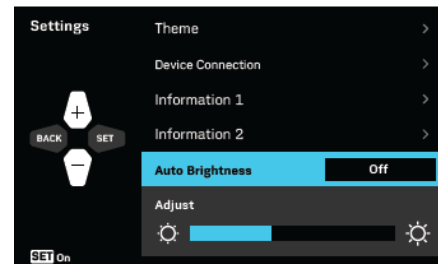 Settings
Theme
Device Connection
Information 1
Information 2
BACK
SET
Auto Brightness Off
Adjust
SET On